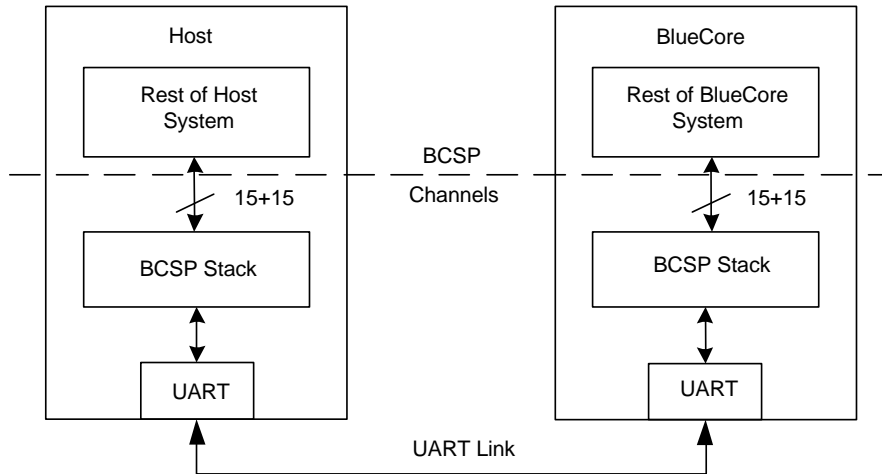 Host
BlueCore
Rest of Host
System
Rest of BlueCore
System
BCSP
Channels
15+15
15+15
BCSP Stack
BCSP Stack
UART
UART
UART Link